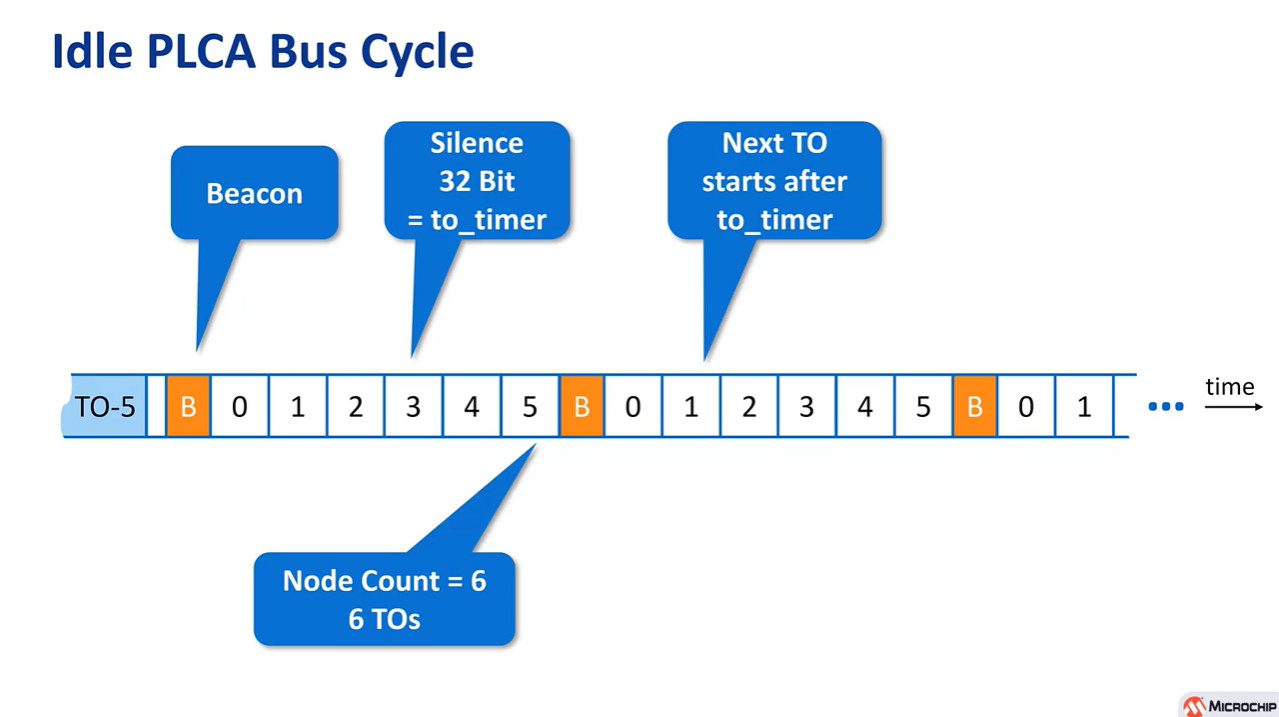 Idle PLCA Bus Cycle
Beacon
Silence
32 Bit
= to_timer
Next TO
starts after
to_timer
TO-5 B 0 1 2 3 4 5 B 0 1 2 3 4 5 B 0 1 ... time
Node Count = 6
6 TOs
MICROCHIP